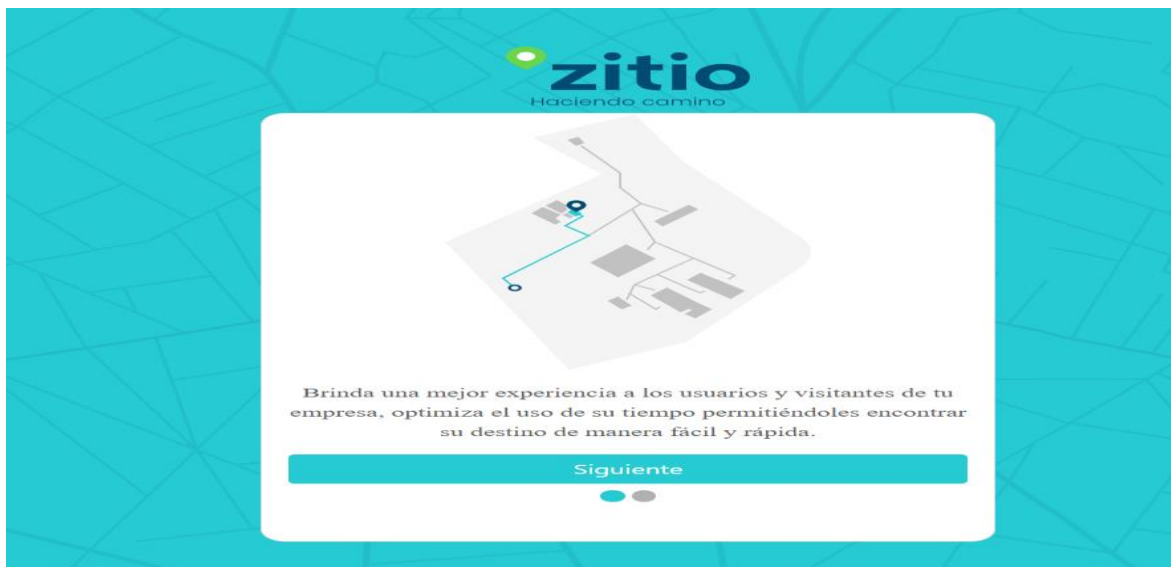 zitio
Haciendo camino
Brinda una mejor experiencia a los usuarios y visitantes de tu
empresa, optimiza el uso de su tiempo permitiéndoles encontrar
su destino de manera fácil y rápida.
Siguiente